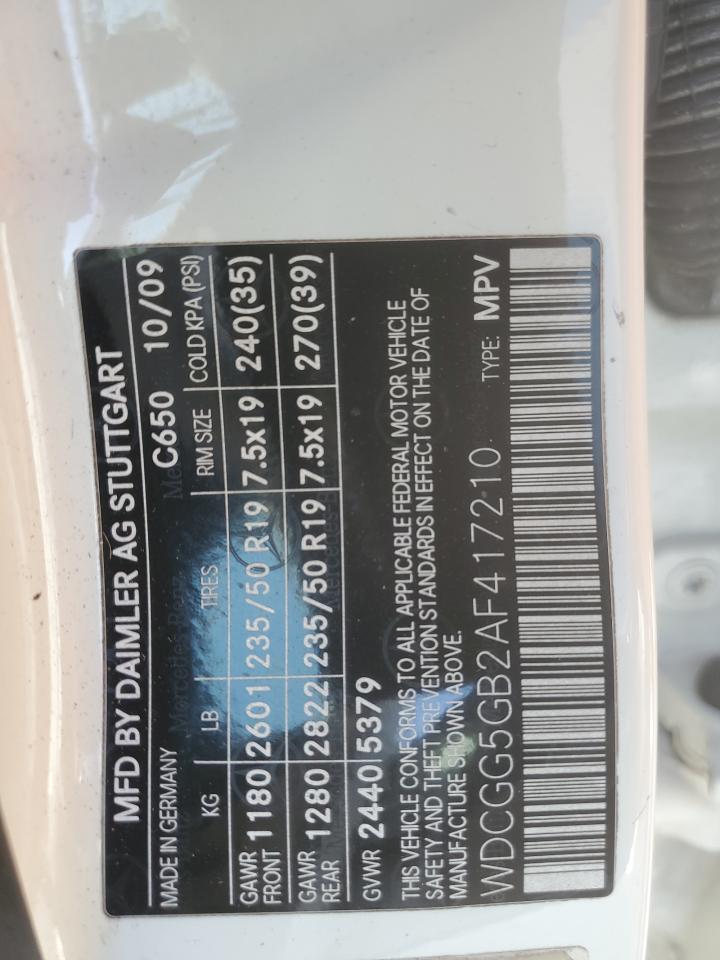 MFD BY DAIMLER AG STUTTGART
MADE IN GERMANY C650 10/09
KG LB TIRES RIM SIZE COLD KPA (PSI)
GAWR FRONT 1180 2601 235/50 R19 7.5x19 240(35)
GAWR REAR 1280 2822 235/50 R19 7.5x19 270(39)
GVWR 2440 5379
THIS VEHICLE CONFORMS TO ALL APPLICABLE FEDERAL MOTOR VEHICLE
SAFETY AND THEFT PREVENTION STANDARDS IN EFFECT ON THE DATE OF
MANUFACTURE SHOWN ABOVE.
WDCGG5GB2AF417210 TYPE: MPV